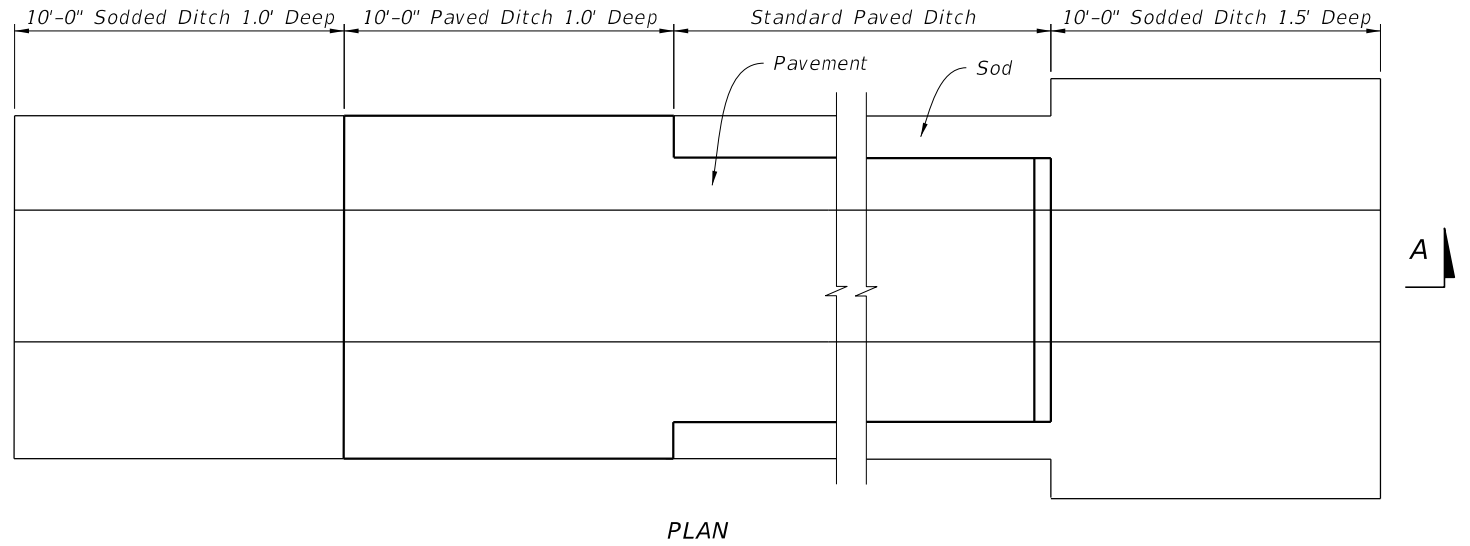 10'-0" Sodded Ditch 1.0' Deep
10'-0" Paved Ditch 1.0' Deep
Standard Paved Ditch
10'-0" Sodded Ditch 1.5' Deep
Pavement
Sod
A
PLAN